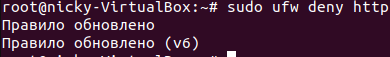 root@nicky-VirtualBox:~# sudo ufw deny http
Правило обновлено
Правило обновлено (v6)